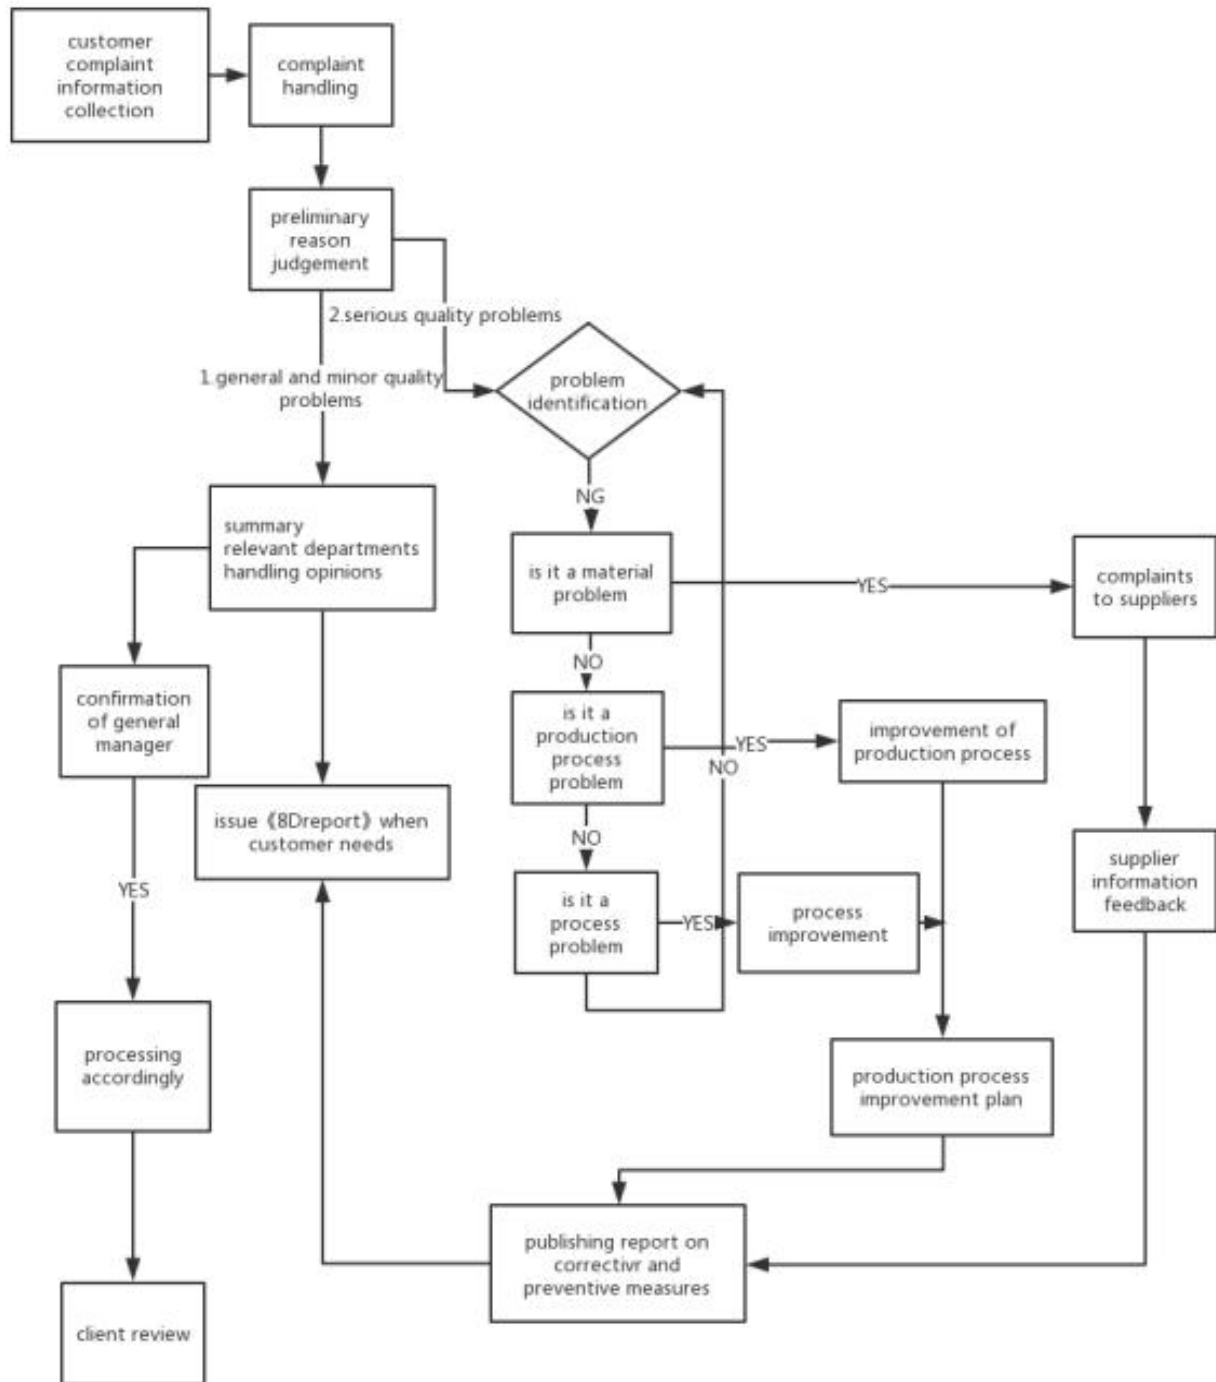 customer
complaint
information
collection
complaint
handling
preliminary
reason
judgement
2.serious quality problems
1.general and minor quality
problems
problem
identification
NG
summary
relevant departments
handling opinions
is it a material
problem
YES
complaints
to suppliers
NO
confirmation
of general
manager
is it a
production
process
problem
YES
improvement of
production process
NO
issue《8Dreport》when
customer needs
NO
supplier
information
feedback
YES
is it a
process
problem
YES
process
improvement
processing
accordingly
production process
improvement plan
publishing report on
correctivr and
preventive measures
client review